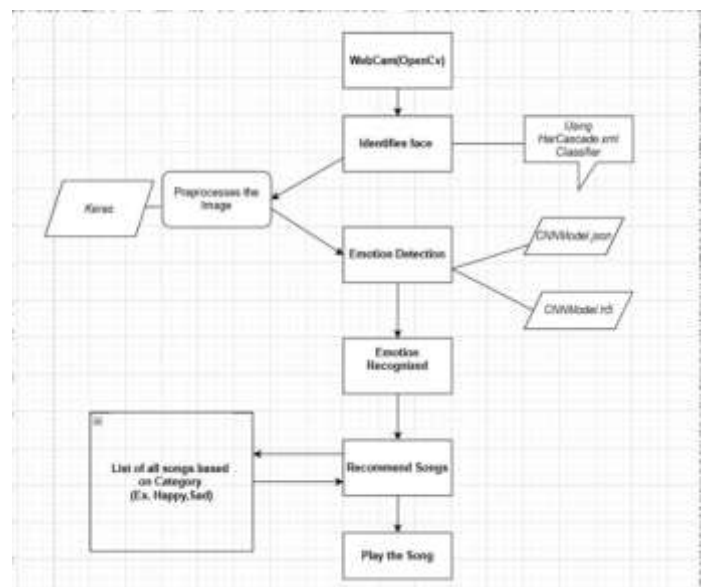 WebCam(OpenCv)
Identifies face
Using
HarCascade.xml
Classifier
Preprocesses the
Image
Keras
Emotion Detection
CNNModel.json
CNNModel.h5
Emotion
Recognized
List of all songs based
on Category
(Ex. Happy,Sad)
Recommend Songs
Play the Song